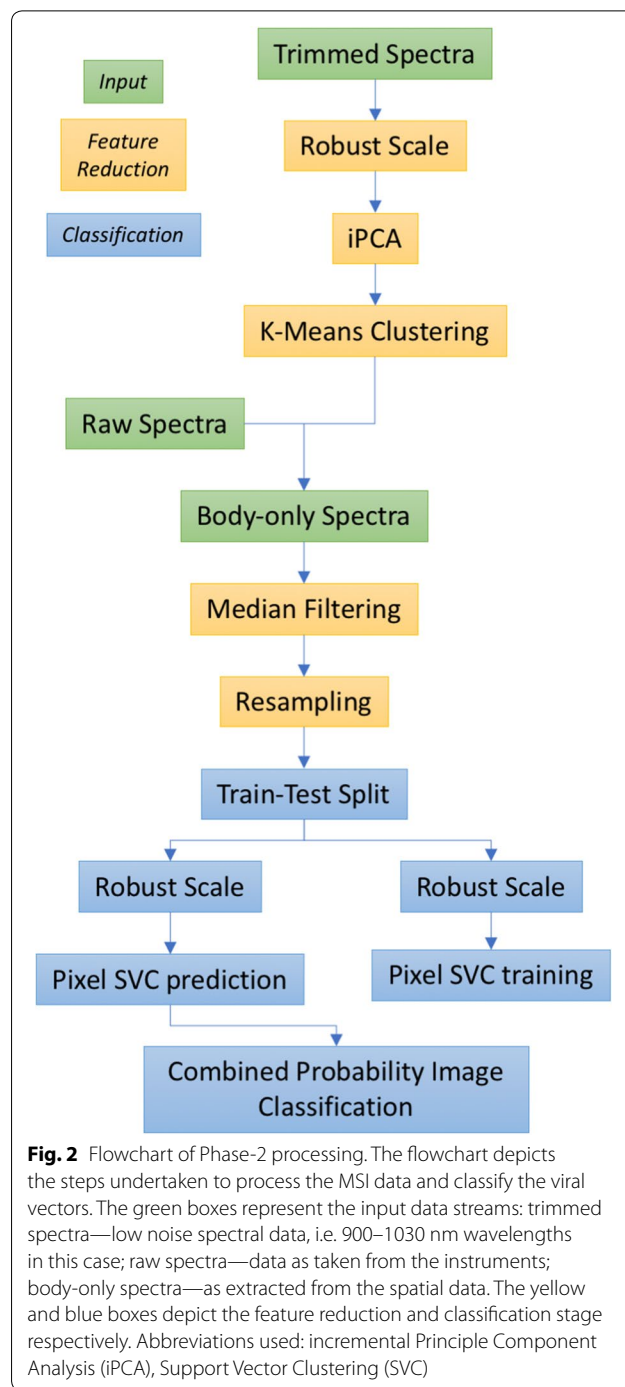 Trimmed Spectra
Input
Feature
Reduction
Robust Scale
Classification
iPCA
K-Means Clustering
Raw Spectra
Body-only Spectra
Median Filtering
Resampling
Train-Test Split
Robust Scale
Robust Scale
Pixel SVC prediction
Pixel SVC training
Combined Probability Image
Classification
Fig. 2 Flowchart of Phase-2 processing. The flowchart depicts
the steps undertaken to process the MSI data and classify the viral
vectors. The green boxes represent the input data streams: trimmed
spectra—low noise spectral data, i.e. 900–1030 nm wavelengths
in this case; raw spectra—data as taken from the instruments;
body-only spectra—as extracted from the spatial data. The yellow
and blue boxes depict the feature reduction and classification stage
respectively. Abbreviations used: incremental Principle Component
Analysis (iPCA), Support Vector Clustering (SVC)